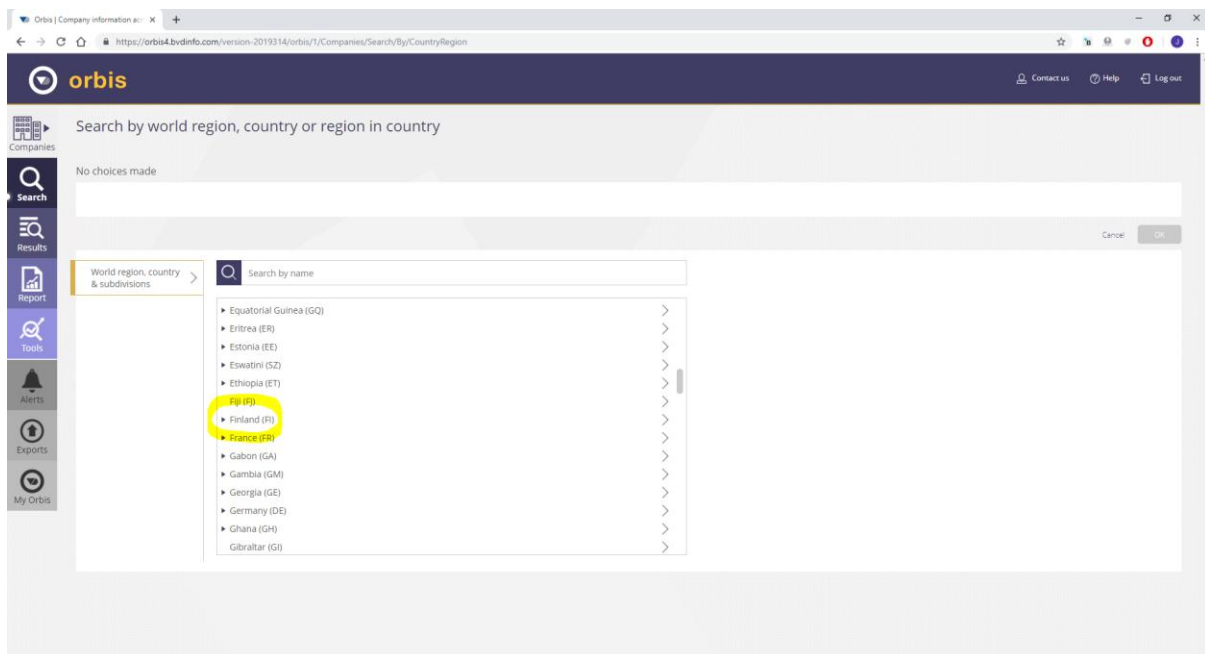 Orbis | Company information acr
https://orbis4.bvdinfo.com/version-2019314/orbis/1/Companies/Search/By/CountryRegion
orbis
Contact us
Help
Log out
Companies
Search by world region, country or region in country
No choices made
Search
Results
Cancel
OK
World region, country
& subdivisions
Search by name
Report
Equatorial Guinea (GQ)
Eritrea (ER)
Estonia (EE)
Tools
Eswatini (SZ)
Ethiopia (ET)
Alerts
Fiji (FJ)
Finland (FI)
France (FR)
Exports
Gabon (GA)
Gambia (GM)
Georgia (GE)
My Orbis
Germany (DE)
Ghana (GH)
Gibraltar (GI)